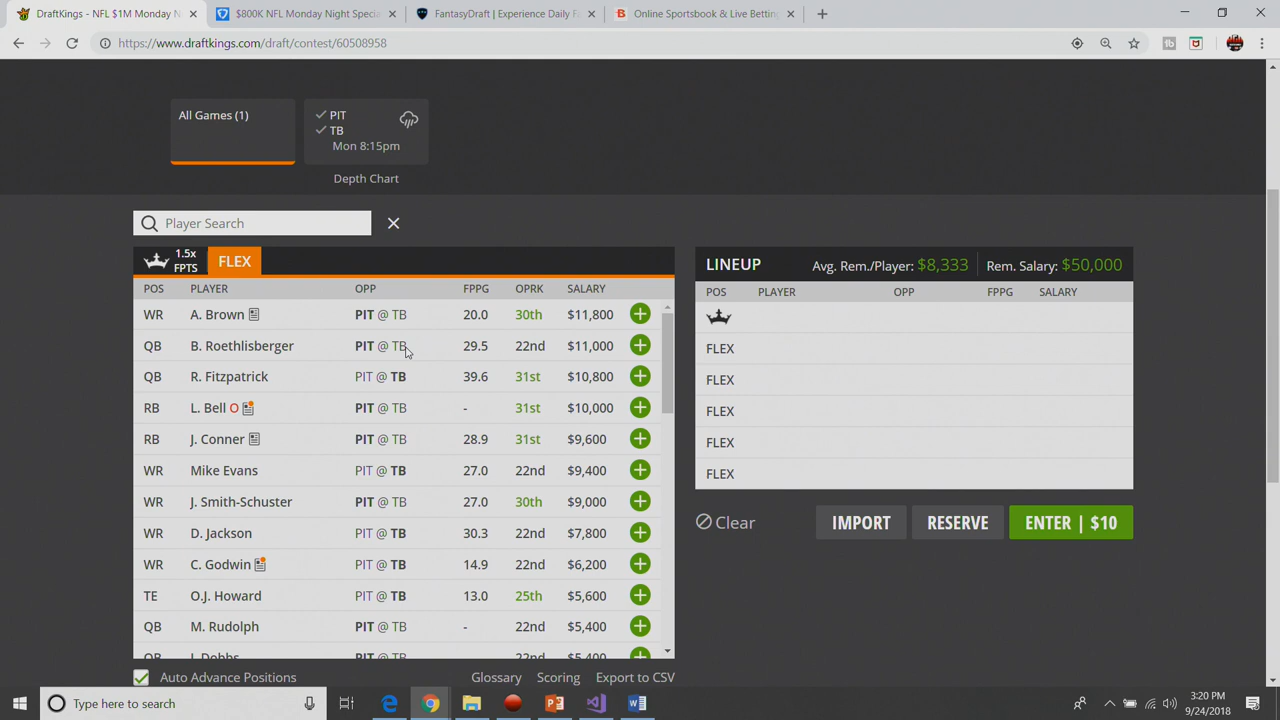 DraftKings - NFL $1M Monday N
$800K NFL Monday Night Specia
FantasyDraft | Experience Daily F
Online Sportsbook & Live Bettin
https://www.draftkings.com/draft/contest/60508958
All Games (1)
PIT
TB
Mon 8:15pm
Depth Chart
Player Search
1.5x
FPTS
FLEX
POS PLAYER OPP FPPG OPRK SALARY
WR A. Brown PIT @ TB 20.0 30th $11,800
QB B. Roethlisberger PIT @ TB 29.5 22nd $11,000
QB R. Fitzpatrick PIT @ TB 39.6 31st $10,800
RB L. Bell O PIT @ TB - 31st $10,000
RB J. Conner PIT @ TB 28.9 31st $9,600
WR Mike Evans PIT @ TB 27.0 22nd $9,400
WR J. Smith-Schuster PIT @ TB 27.0 30th $9,000
WR D. Jackson PIT @ TB 30.3 22nd $7,800
WR C. Godwin PIT @ TB 14.9 22nd $6,200
TE O.J. Howard PIT @ TB 13.0 25th $5,600
QB M. Rudolph PIT @ TB - 22nd $5,400
QB J. Dobbs PIT @ TB - 22nd $5,400
Auto Advance Positions
Glossary Scoring Export to CSV
LINEUP Avg. Rem./Player: $8,333 Rem. Salary: $50,000
POS PLAYER OPP FPPG SALARY
FLEX
FLEX
FLEX
FLEX
FLEX
Clear
IMPORT
RESERVE
ENTER | $10
Type here to search
3:20 PM
9/24/2018